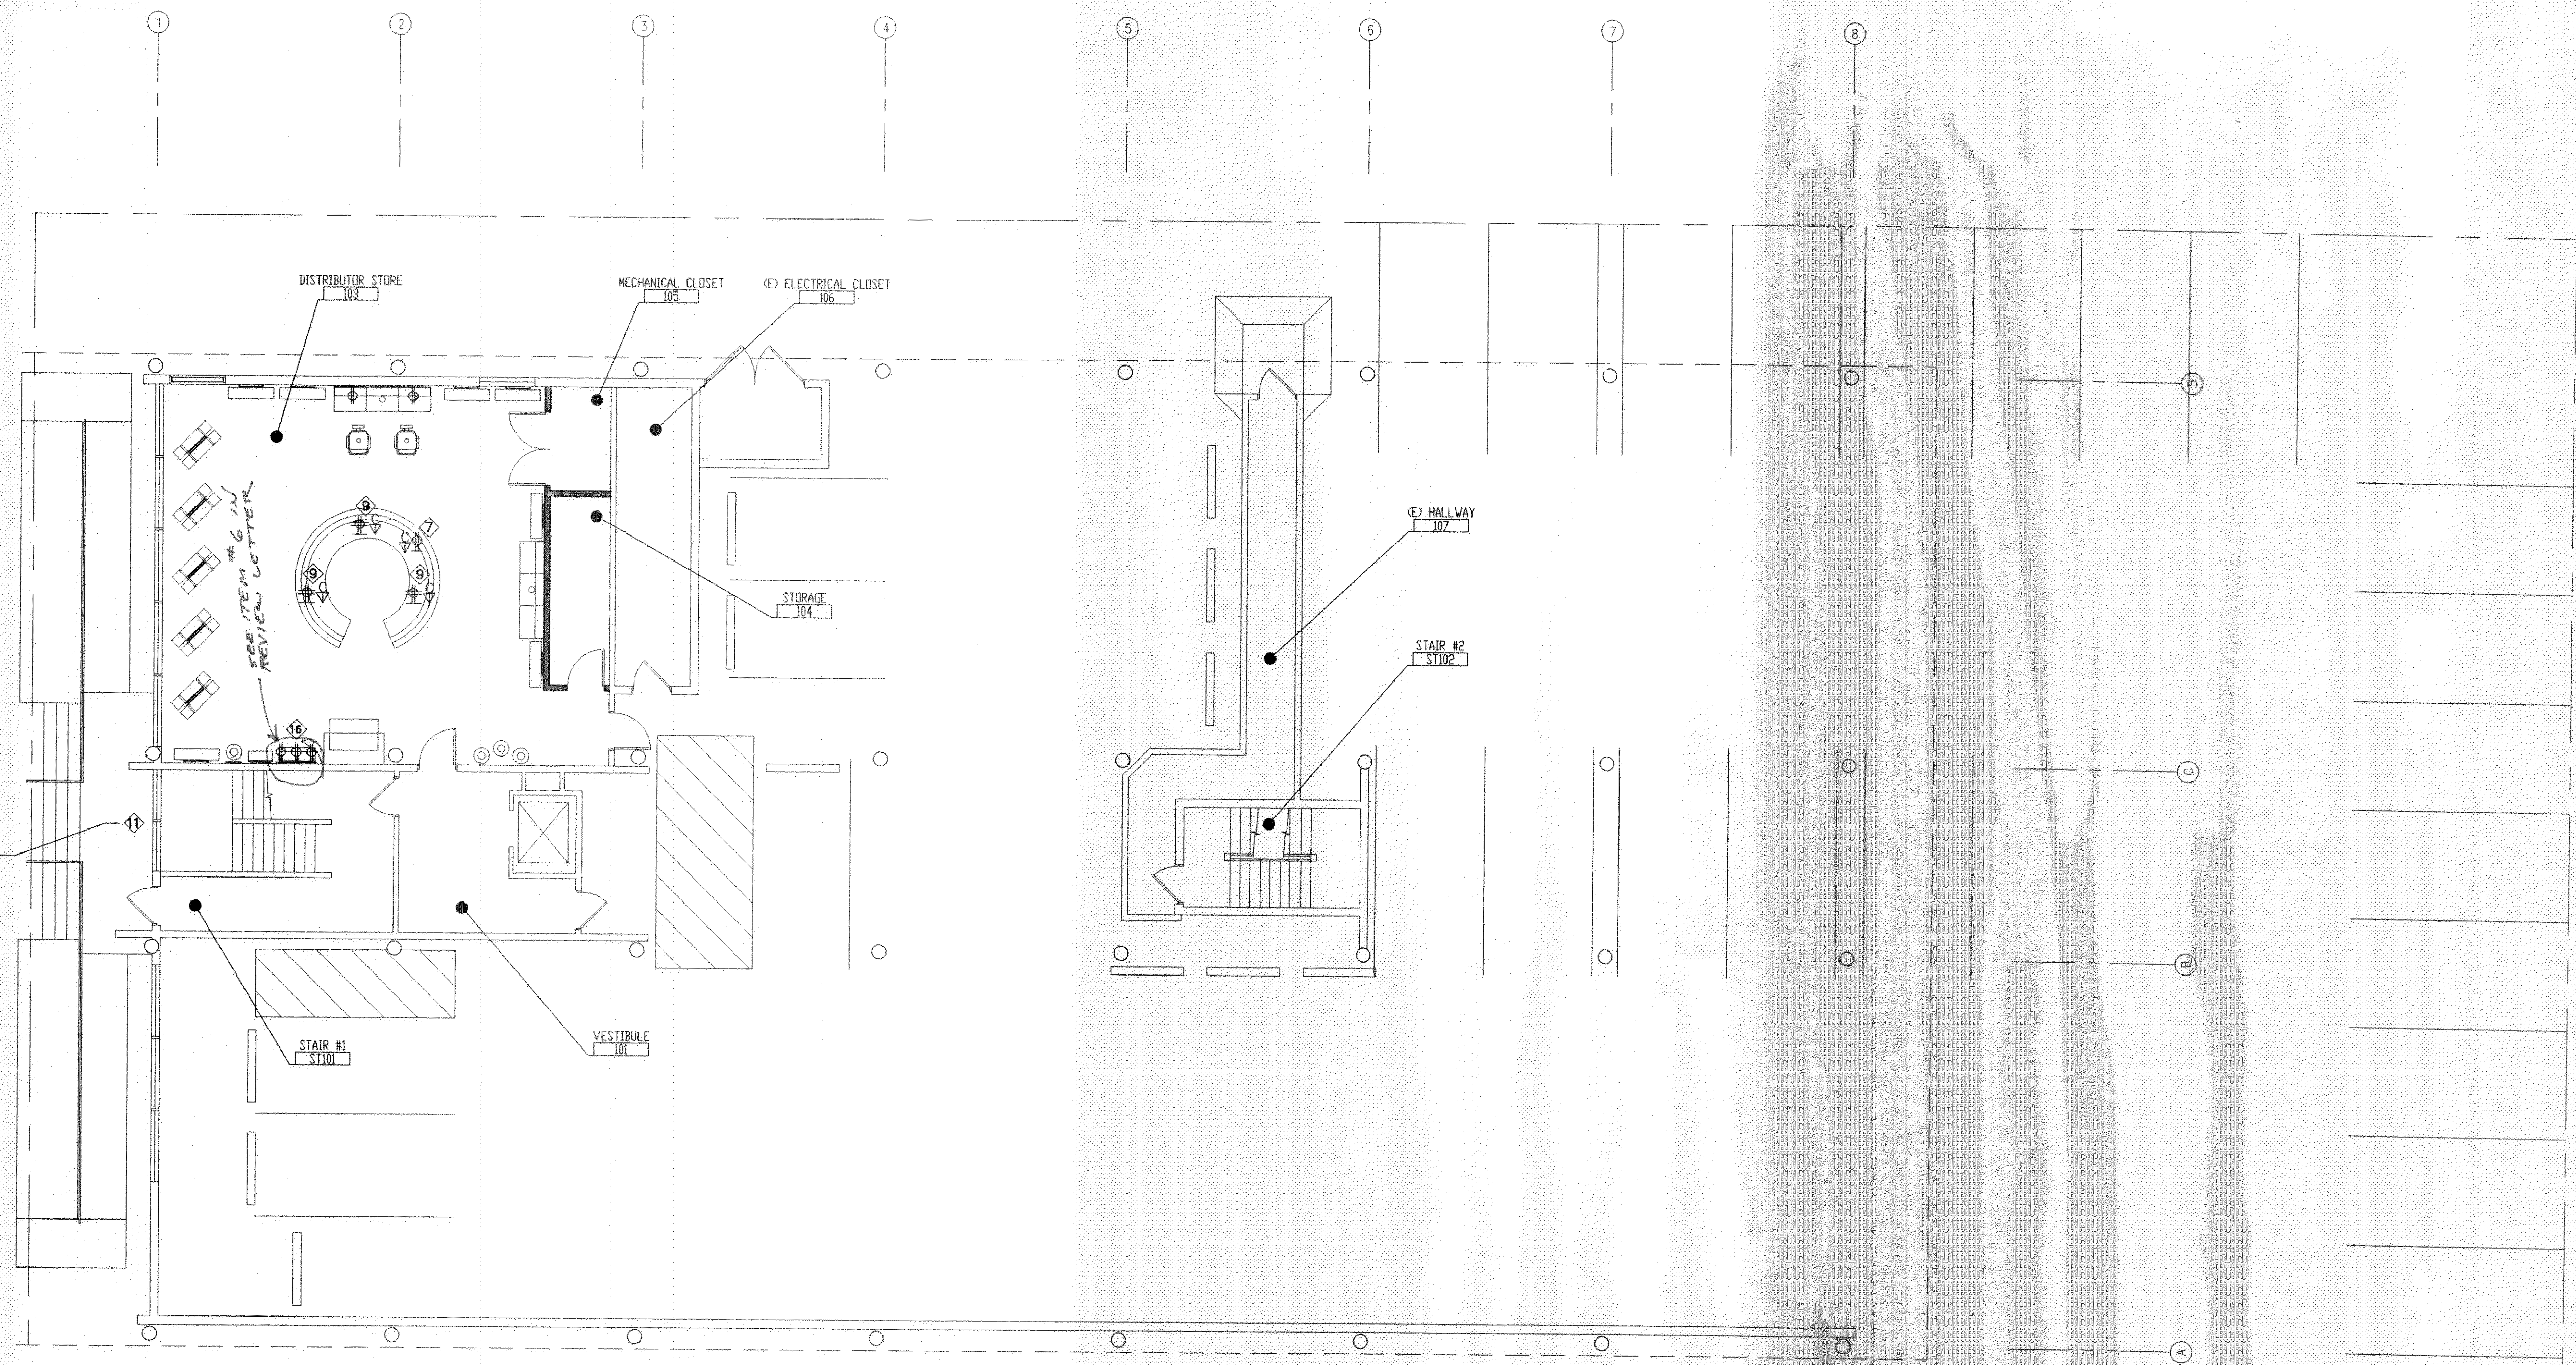 1
2
3
4
5
6
7
8
DISTRIBUTOR STORE
103
MECHANICAL CLOSET
105
(E) ELECTRICAL CLOSET
106
D
SEE ITEM #6 IN
REVIEW LETTER
9
7
9
9
(E) HALLWAY
107
STORAGE
104
STAIR #2
ST102
16
C
11
B
STAIR #1
ST101
VESTIBULE
101
A